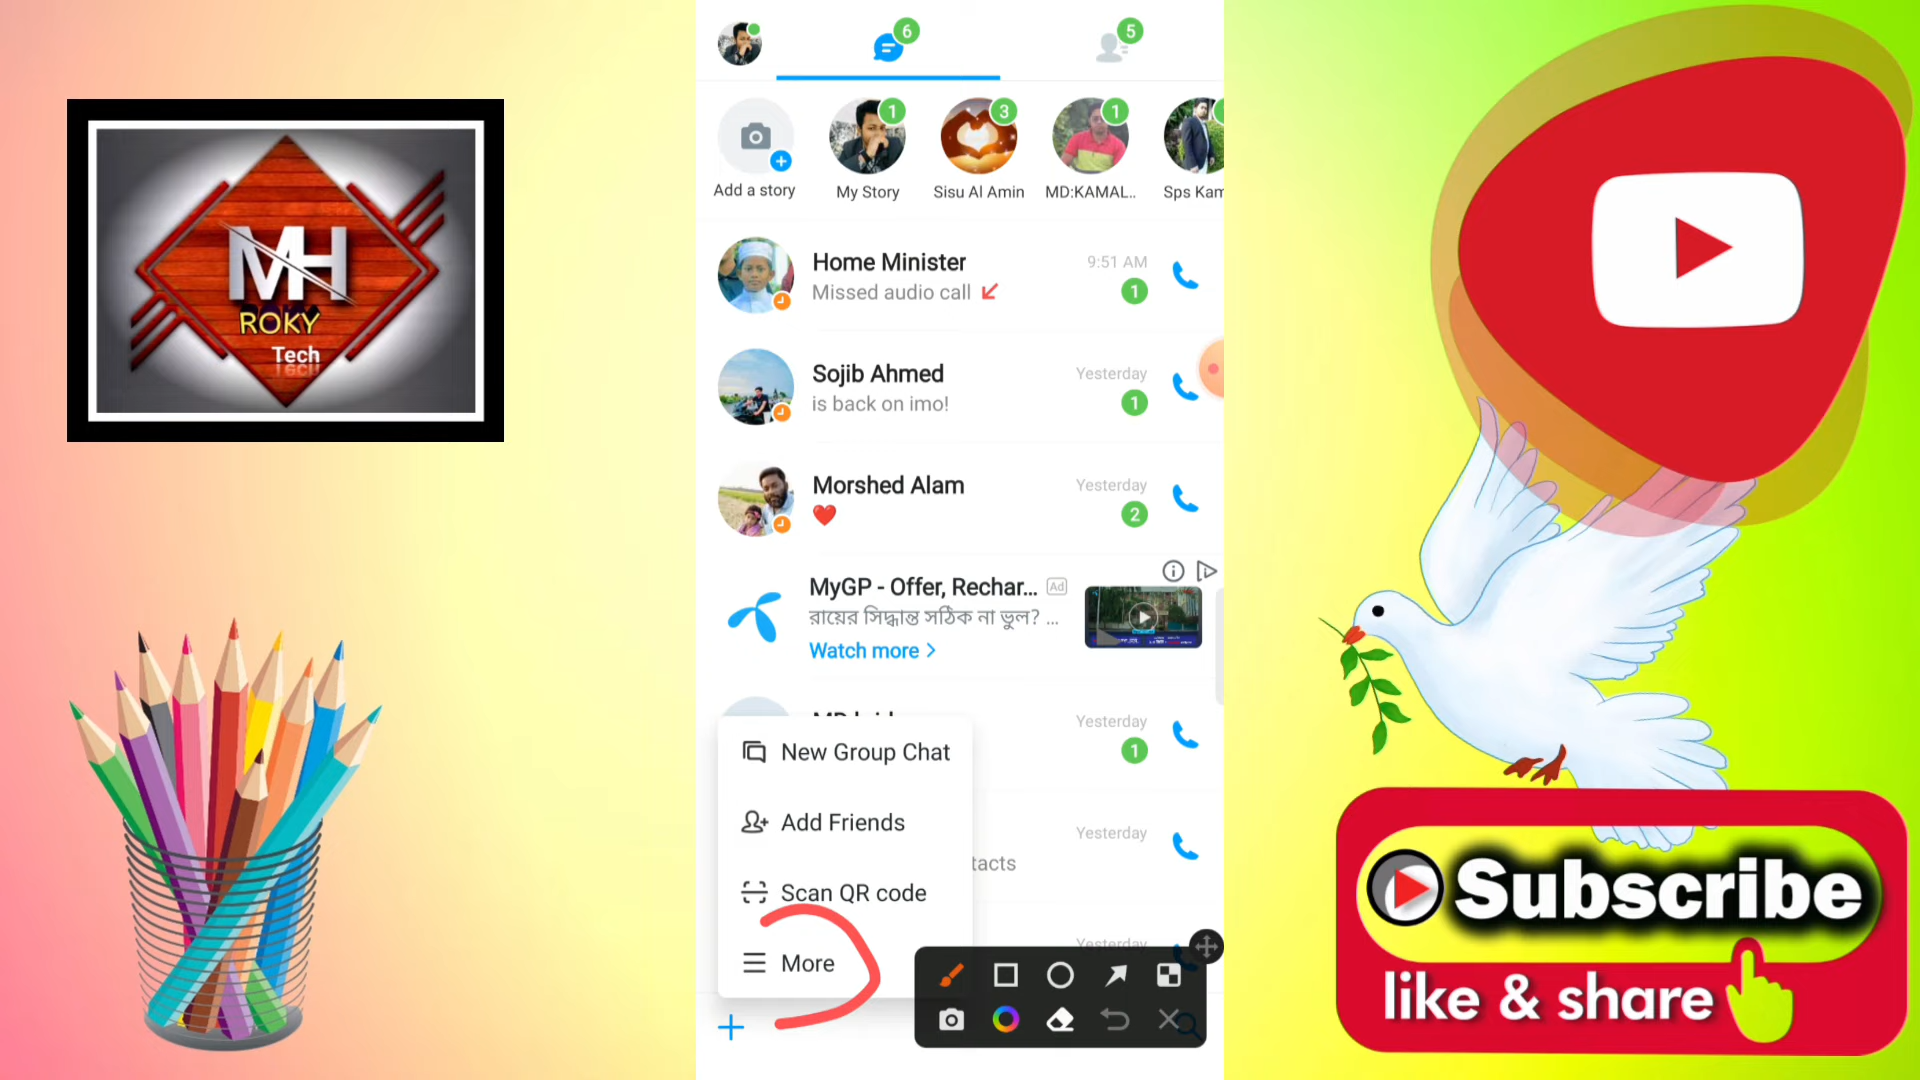 MH
ROKY
Tech
6
5
1
3
1
Add a story
My Story
Sisu Al Amin
MD:KAMAL..
Sps Kam
Home Minister
9:51 AM
Missed audio call
1
Sojib Ahmed
Yesterday
is back on imo!
1
Morshed Alam
Yesterday
❤️
2
MyGP - Offer, Rechar...
Ad
রায়ের সিদ্ধান্ত সঠিক না ভুল? ...
Watch more >
Yesterday
1
New Group Chat
Add Friends
Yesterday
tacts
Scan QR code
Yesterday
More
Subscribe
like & share